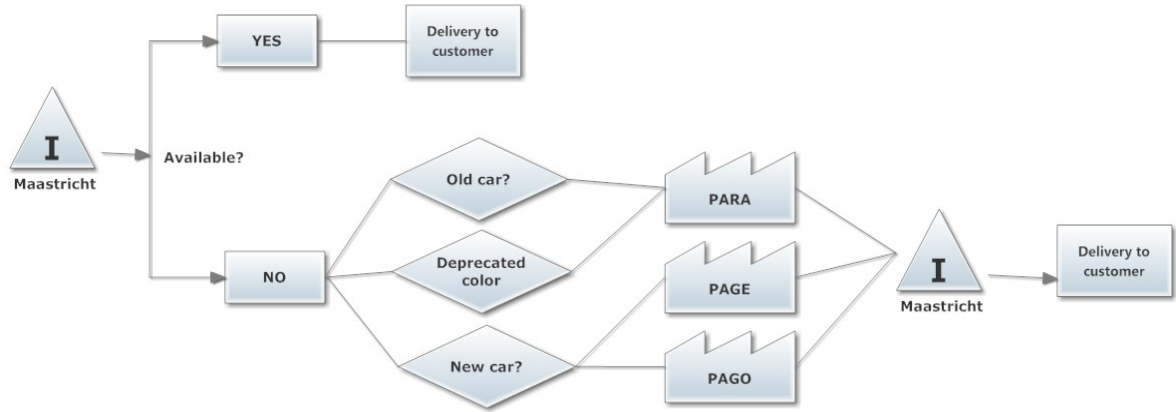 YES
Delivery to
customer
I
Maastricht
Available?
NO
Old car?
Deprecated
color
New car?
PARA
PAGE
PAGO
I
Maastricht
Delivery to
customer